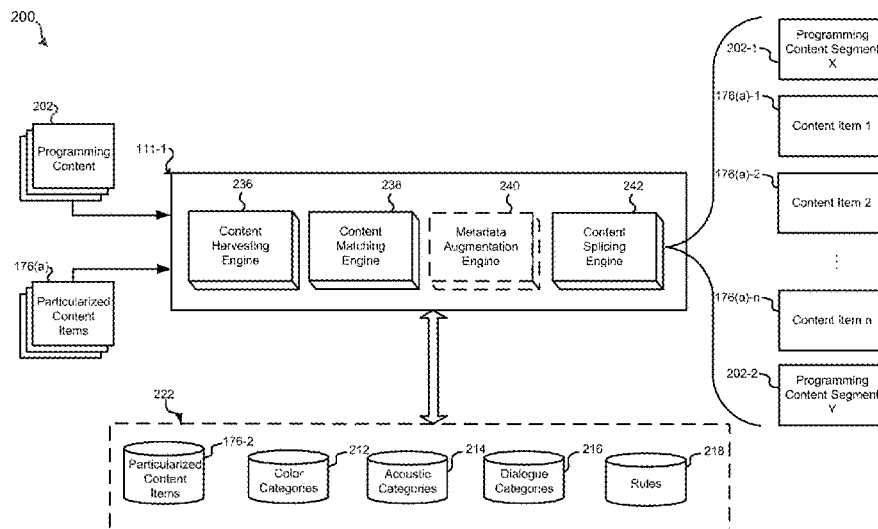 200
202
Programming
Content
176(a)
Particularized
Content
Items
111-1
236
Content
Harvesting
Engine
238
Content
Matching
Engine
240
Metadata
Augmentation
Engine
242
Content
Splicing
Engine
202-1
Programming
Content Segment
X
176(a)-1
Content Item 1
176(a)-2
Content Item 2
176(a)-n
Content Item n
202-2
Programming
Content Segment
Y
222
176-2
Particularized
Content
Items
212
Color
Categories
214
Acoustic
Categories
216
Dialogue
Categories
218
Rules